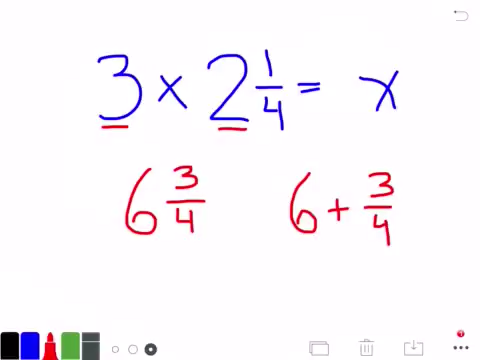 3 x 2 1/4 = x
6 3/4 6 + 3/4